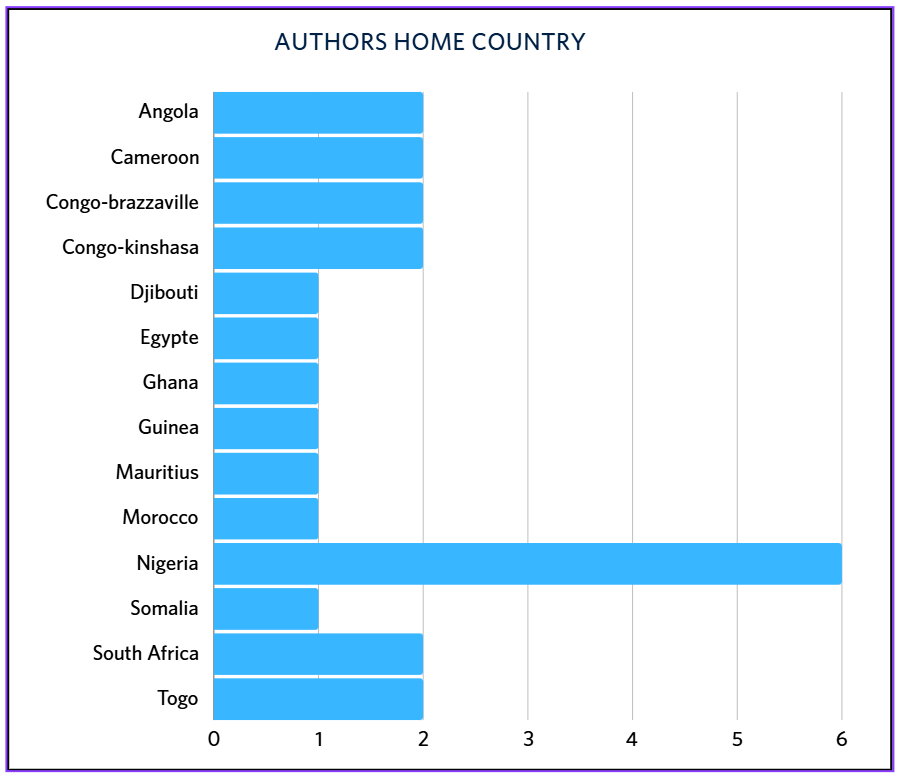 AUTHORS HOME COUNTRY
Angola
Cameroon
Congo-brazzaville
Congo-kinshasa
Djibouti
Egypte
Ghana
Guinea
Mauritius
Morocco
Nigeria
Somalia
South Africa
Togo
0 1 2 3 4 5 6